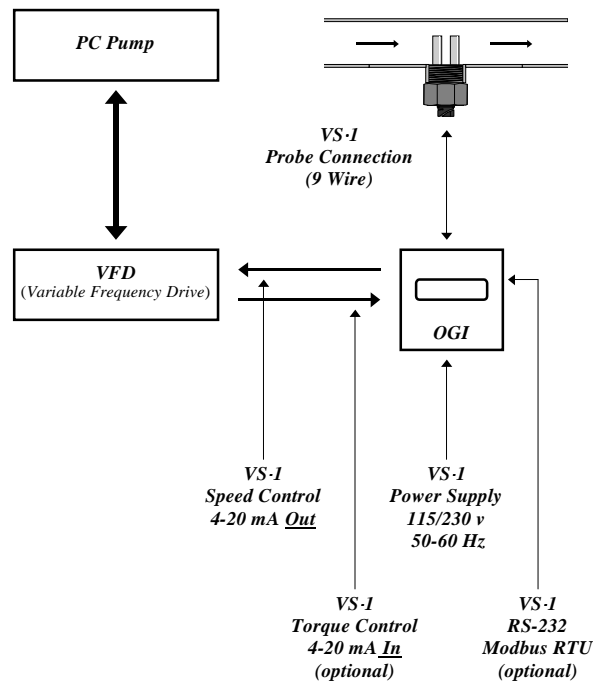 PC Pump
VS·1
Probe Connection
(9 Wire)
VFD
(Variable Frequency Drive)
OGI
VS·1
Speed Control
4-20 mA Out
VS·1
Power Supply
115/230 v
50-60 Hz
VS·1
Torque Control
4-20 mA In
(optional)
VS·1
RS-232
Modbus RTU
(optional)